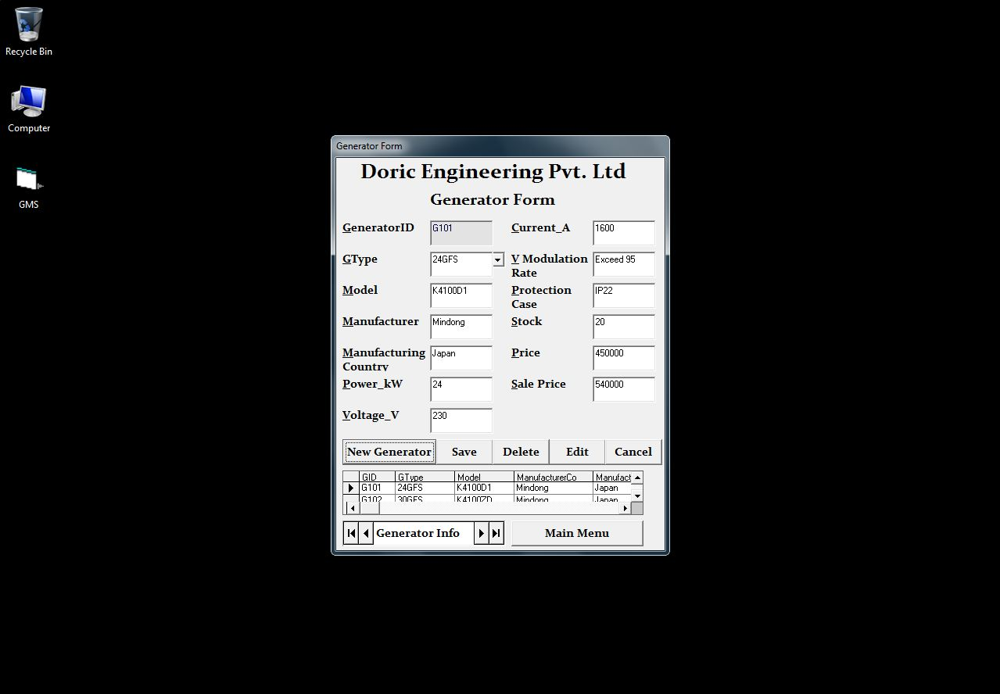 Recycle Bin
Computer
GMS
Generator Form
Doric Engineering Pvt. Ltd
Generator Form
GeneratorID G101 Current_A 1600
GType 24GFS V Modulation Rate Exceed 95
Model K4100D1 Protection Case IP22
Manufacturer Mindong Stock 20
Manufacturing Country Japan Price 450000
Power_kW 24 Sale Price 540000
Voltage_V 230
New Generator Save Delete Edit Cancel
GID GType Model ManufacturerCo Manufact
G101 24GFS K4100D1 Mindong Japan
G102 30GFS K4100ZD Mindong Japan
Generator Info Main Menu